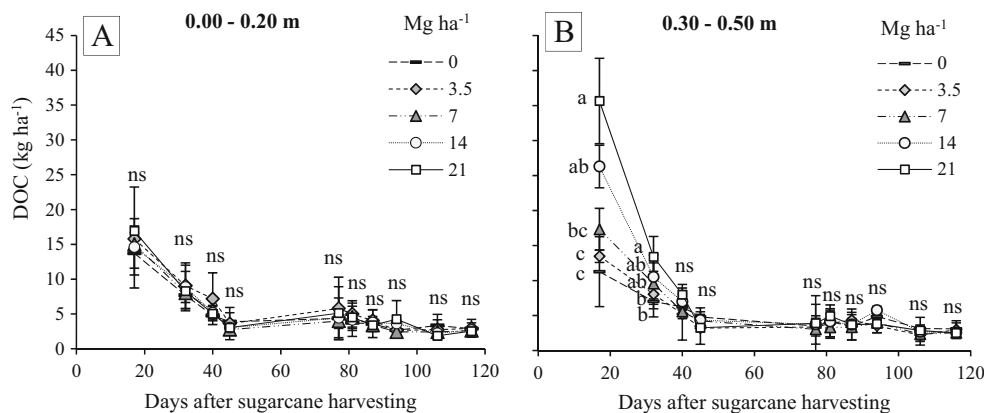 A
0.00 - 0.20 m
Mg ha-1
0
3.5
7
14
21
DOC (kg ha-1)
45
40
35
30
25
20
15
10
5
0
ns
ns
ns
ns
ns
ns
ns
ns
ns
ns
0 20 40 60 80 100 120
Days after sugarcane harvesting
B
0.30 - 0.50 m
Mg ha-1
0
3.5
7
14
21
a
ab
bc
c
c
a
ab
ab
b
b
ns
ns
ns
ns
ns
ns
ns
ns
0 20 40 60 80 100 120
Days after sugarcane harvesting